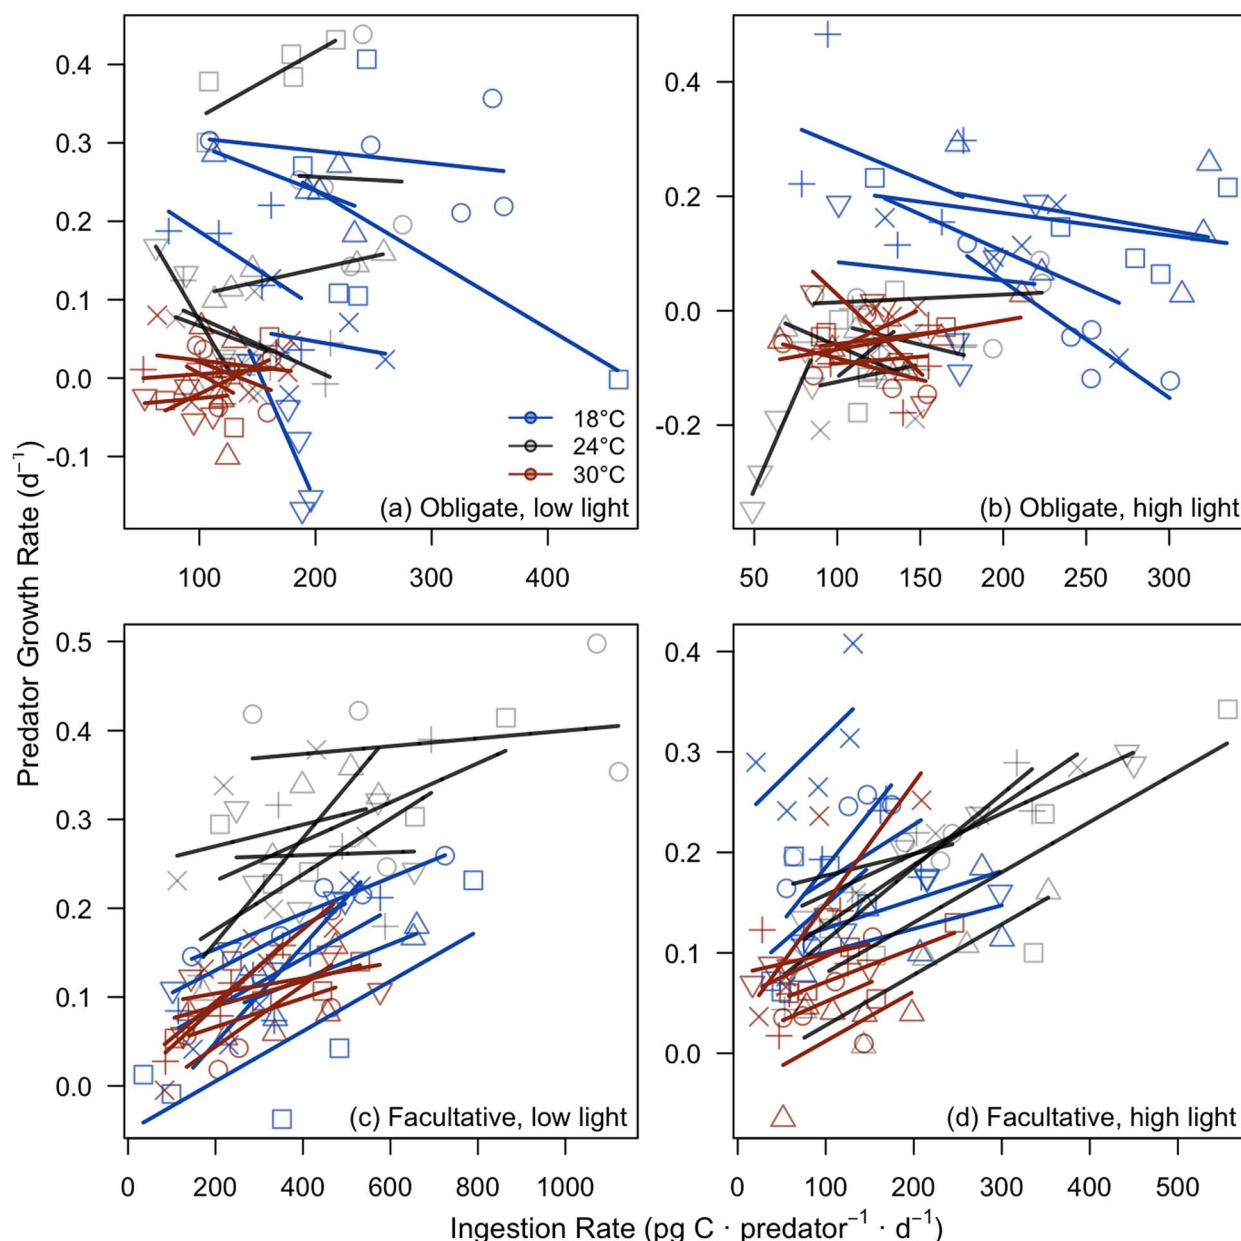 0.4
0.3
0.2
0.1
0.0
-0.1
18°C
24°C
30°C
(a) Obligate, low light
100 200 300 400
0.4
0.2
0.0
-0.2
(b) Obligate, high light
50 100 150 200 250 300
Predator Growth Rate (d⁻¹)
0.5
0.4
0.3
0.2
0.1
0.0
(c) Facultative, low light
0 200 400 600 800 1000
0.4
0.3
0.2
0.1
0.0
(d) Facultative, high light
0 100 200 300 400 500
Ingestion Rate (pg C · predator⁻¹ · d⁻¹)